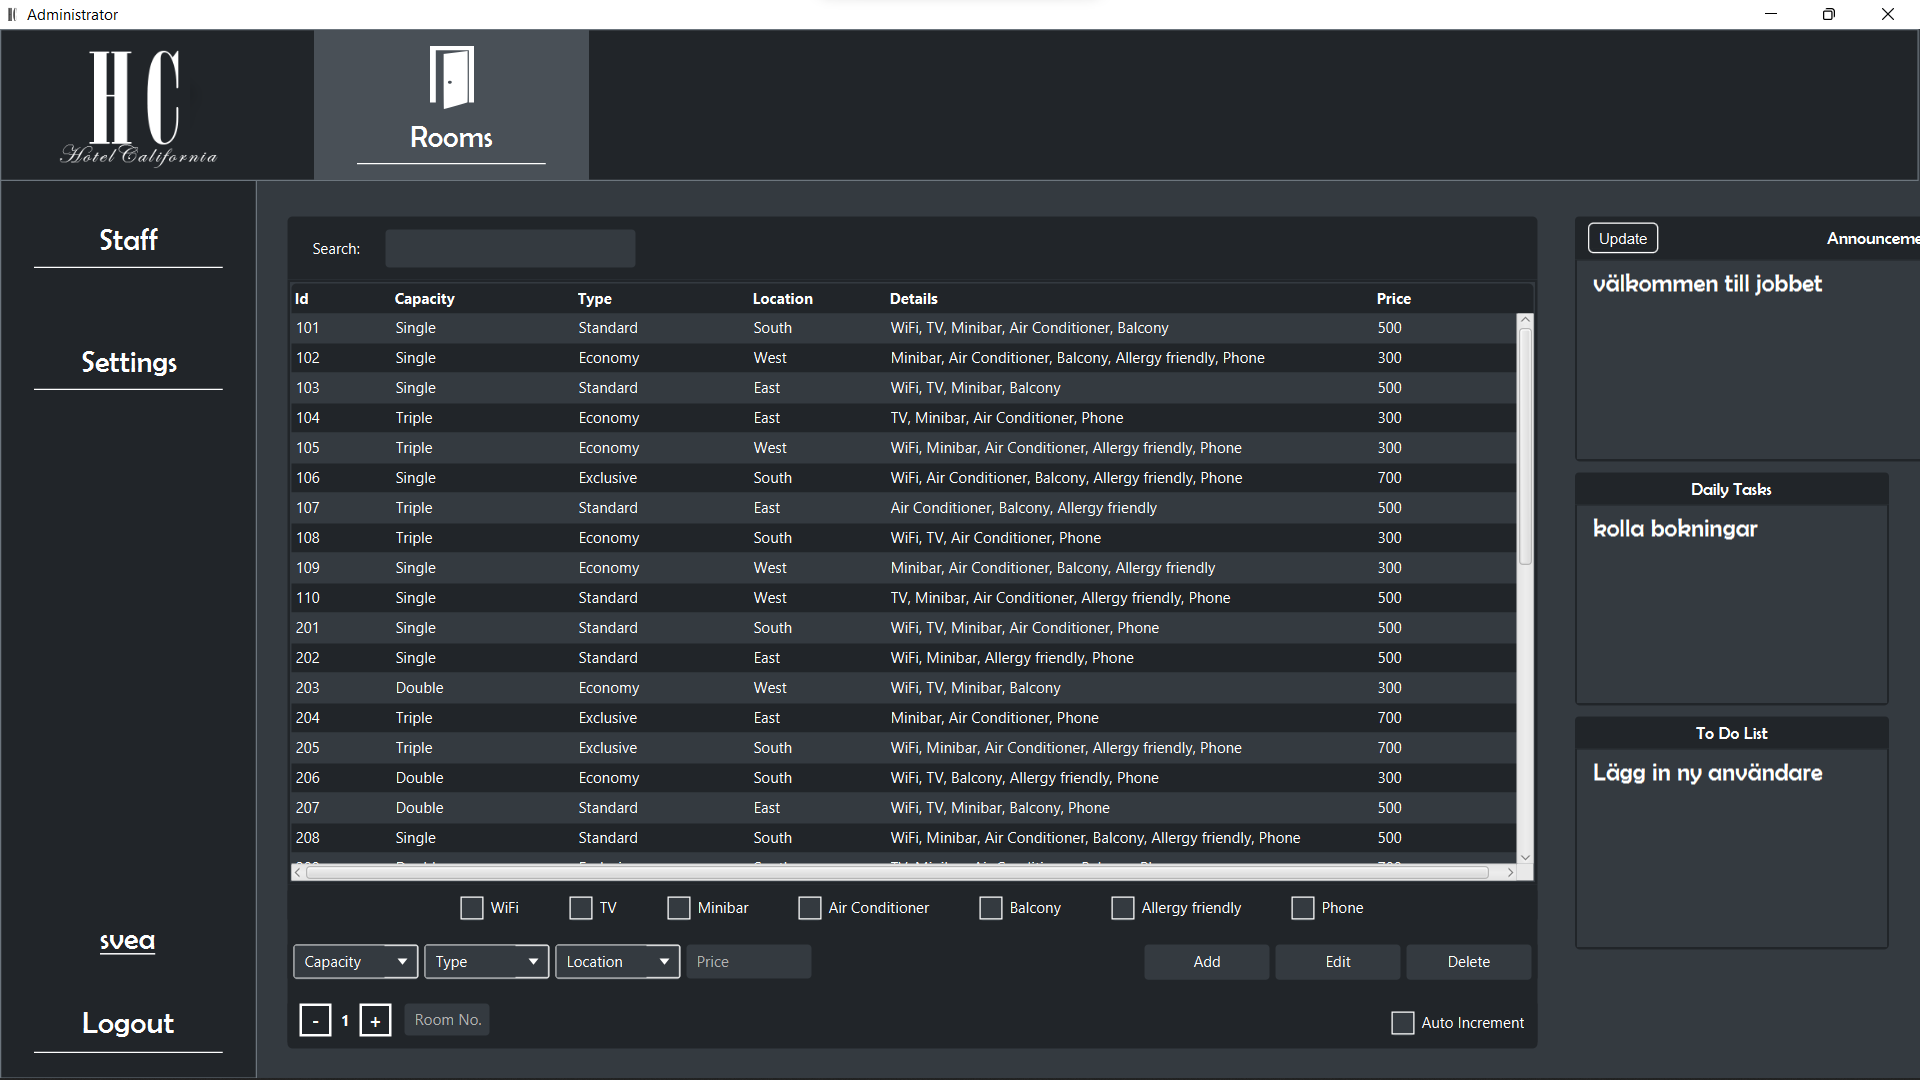 Administrator
HC
Hotel California
Rooms
Staff
Settings
svea
Logout
Search:
Id Capacity Type Location Details Price
101 Single Standard South WiFi, TV, Minibar, Air Conditioner, Balcony 500
102 Single Economy West Minibar, Air Conditioner, Balcony, Allergy friendly, Phone 300
103 Single Standard East WiFi, TV, Minibar, Balcony 500
104 Triple Economy East TV, Minibar, Air Conditioner, Phone 300
105 Triple Economy West WiFi, Minibar, Air Conditioner, Allergy friendly, Phone 300
106 Single Exclusive South WiFi, Air Conditioner, Balcony, Allergy friendly, Phone 700
107 Triple Standard East Air Conditioner, Balcony, Allergy friendly 500
108 Triple Economy South WiFi, TV, Air Conditioner, Phone 300
109 Single Economy West Minibar, Air Conditioner, Balcony, Allergy friendly 300
110 Single Standard West TV, Minibar, Air Conditioner, Allergy friendly, Phone 500
201 Single Standard South WiFi, TV, Minibar, Air Conditioner, Phone 500
202 Single Standard East WiFi, Minibar, Allergy friendly, Phone 500
203 Double Economy West WiFi, TV, Minibar, Balcony 300
204 Triple Exclusive East Minibar, Air Conditioner, Phone 700
205 Triple Exclusive South WiFi, Minibar, Air Conditioner, Allergy friendly, Phone 700
206 Double Economy South WiFi, TV, Balcony, Allergy friendly, Phone 300
207 Double Standard East WiFi, TV, Minibar, Balcony, Phone 500
208 Single Standard South WiFi, Minibar, Air Conditioner, Balcony, Allergy friendly, Phone 500
WiFi TV Minibar Air Conditioner Balcony Allergy friendly Phone
Capacity Type Location Price Add Edit Delete
- 1 + Room No. Auto Increment
Update Announceme
välkommen till jobbet
Daily Tasks
kolla bokningar
To Do List
Lägg in ny användare